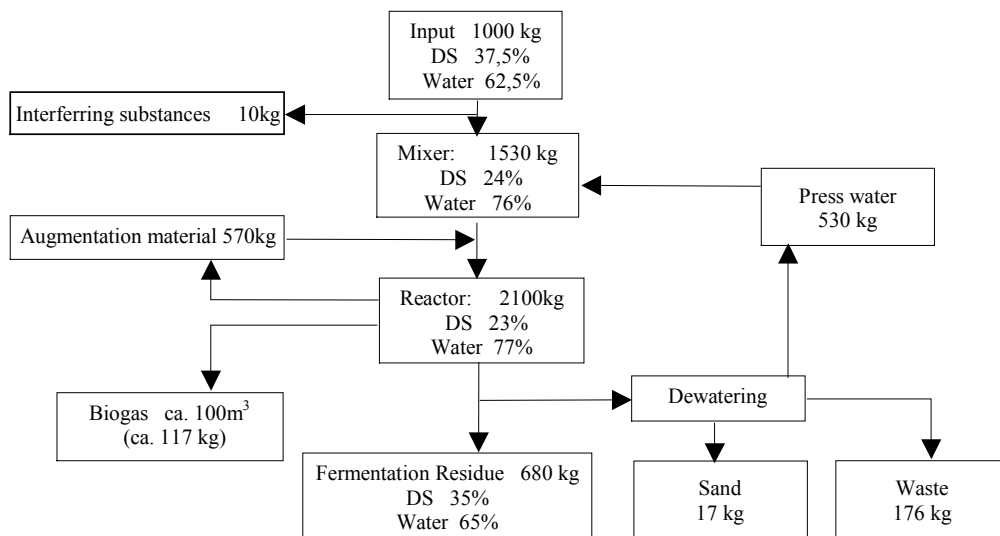 Input 1000 kg
DS 37,5%
Water 62,5%
Interferring substances 10kg
Mixer: 1530 kg
DS 24%
Water 76%
Press water
530 kg
Augmentation material 570kg
Reactor: 2100kg
DS 23%
Water 77%
Dewatering
Biogas ca. 100m³
(ca. 117 kg)
Fermentation Residue 680 kg
DS 35%
Water 65%
Sand
17 kg
Waste
176 kg